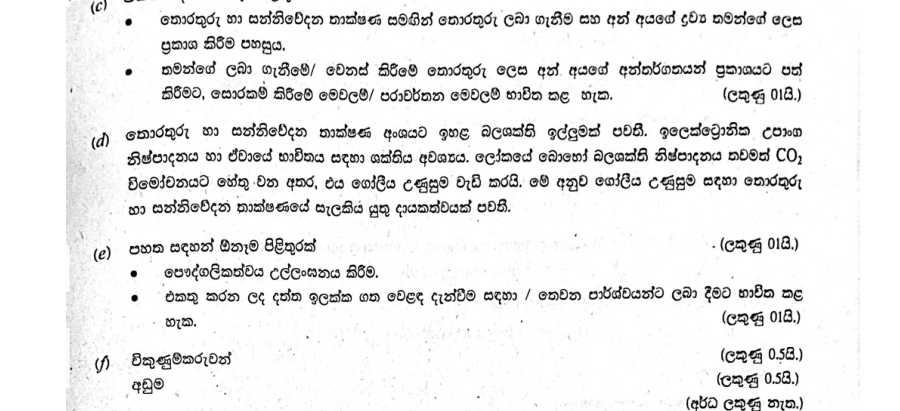 (c)
• තොරතුරු හා සන්නිවේදන තාක්ෂණ සමඟින් තොරතුරු ලබා ගැනීම සහ අන් අයගේ ද්‍රව්‍ය තමන්ගේ ලෙස
ප්‍රකාශ කිරීම පහසුය.
• තමන්ගේ ලබා ගැනීමේ/ වෙනස් කිරීමේ තොරතුරු ලෙස අන් අයගේ අන්තර්ගතයන් ප්‍රකාශයට පත්
කිරීමට, සොරකම් කිරීමේ මෙවලම්/ පරාවර්තන මෙවලම් භාවිත කළ හැක. (ලකුණු 01යි.)
(d) තොරතුරු හා සන්නිවේදන තාක්ෂණ අංශයට ඉහළ බලශක්ති ඉල්ලුමක් පවතී. ඉලෙක්ට්‍රොනික උපාංග
නිෂ්පාදනය හා ඒවායේ භාවිතය සඳහා ශක්තිය අවශ්‍යය. ලෝකයේ බොහෝ බලශක්ති නිෂ්පාදනය තවමත් CO₂
විමෝචනයට හේතු වන අතර, එය ගෝලීය උණුසුම වැඩි කරයි. මේ අනුව ගෝලීය උණුසුම සඳහා තොරතුරු
හා සන්නිවේදන තාක්ෂණයේ සැලකිය යුතු දායකත්වයක් පවතී.
(e) පහත සඳහන් ඕනෑම පිළිතුරක් (ලකුණු 01යි.)
• පෞද්ගලිකත්වය උල්ලංඝනය කිරීම.
• එකතු කරන ලද දත්ත ඉලක්ක ගත වෙළඳ දැන්වීම් සඳහා / තෙවන පාර්ශ්වයන්ට ලබා දීමට භාවිත කළ
හැක. (ලකුණු 01යි.)
(f) විකුණුම්කරුවන් (ලකුණු 0.5යි.)
අඩුම (ලකුණු 0.5යි.)
(අර්ධ ලකුණු නැත.)